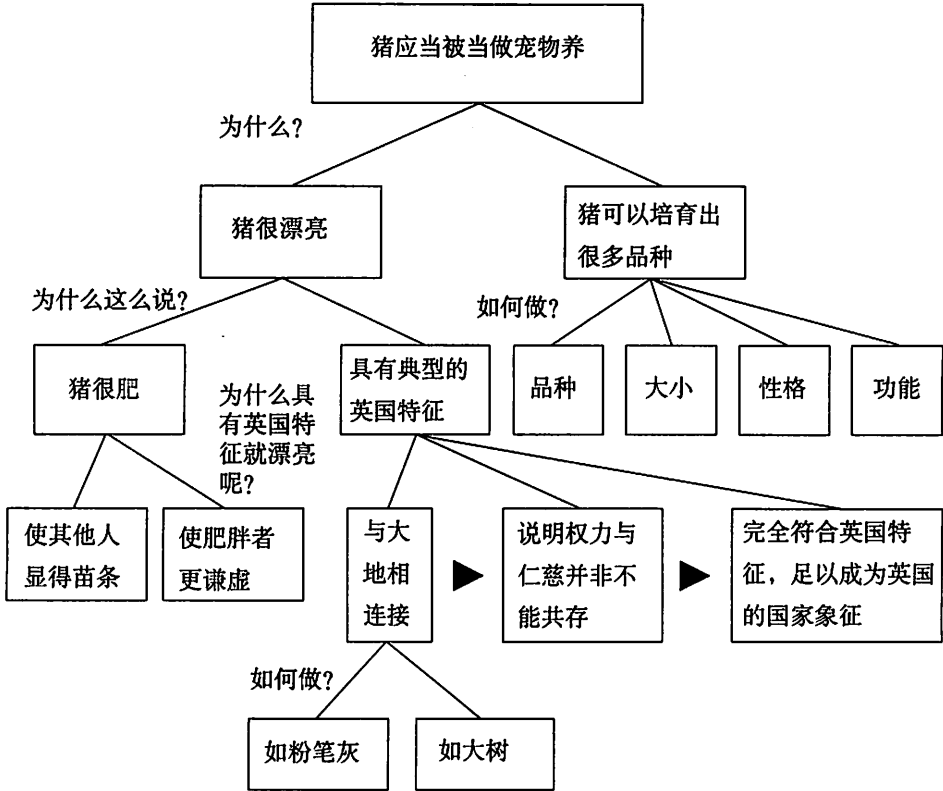 猪应当被当做宠物养
为什么?
猪很漂亮
猪可以培育出
很多品种
为什么这么说?
如何做?
猪很肥
为什么具
有英国特
征就漂亮
呢?
具有典型的
英国特征
品种
大小
性格
功能
使其他人
显得苗条
使肥胖者
更谦虚
与大
地相
连接
说明权力与
仁慈并非不
能共存
完全符合英国特
征，足以成为英国
的国家象征
如何做?
如粉笔灰
如大树